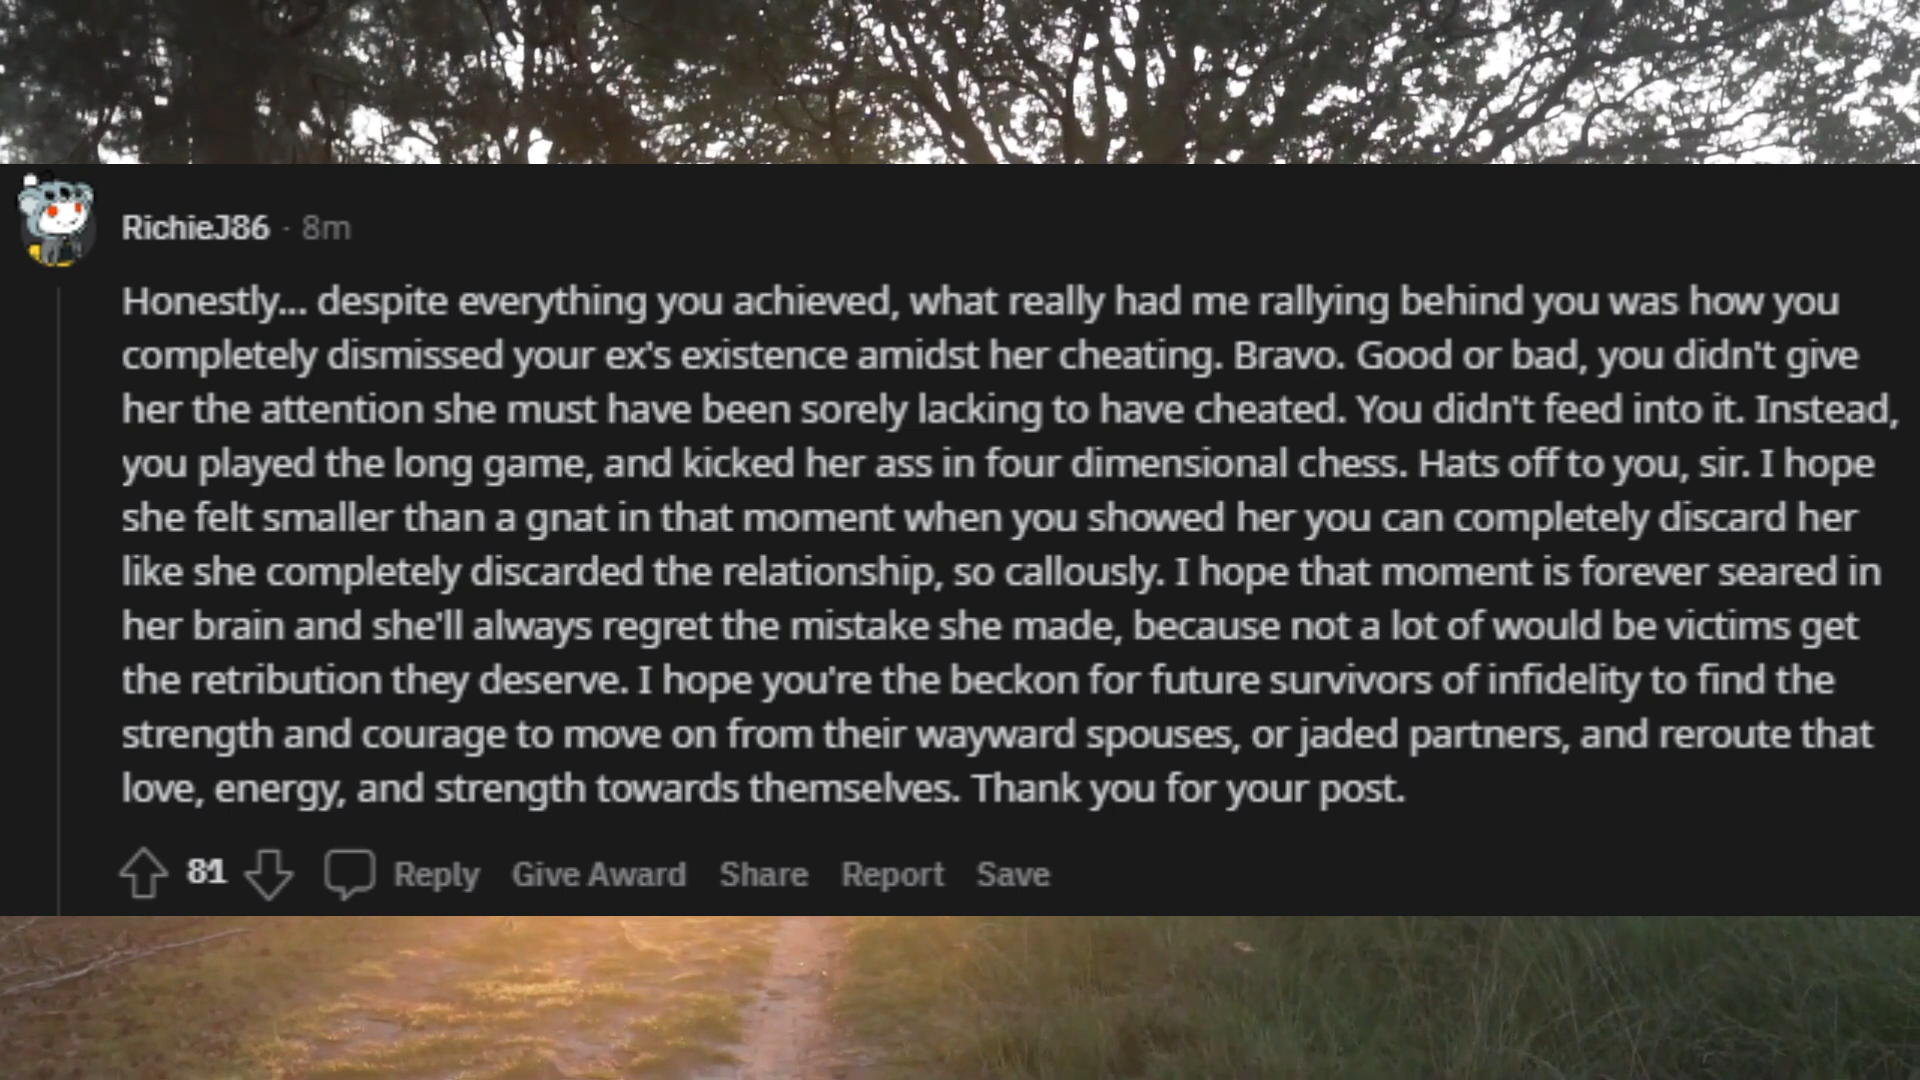 RichieJ86 · 8m
Honestly... despite everything you achieved, what really had me rallying behind you was how you
completely dismissed your ex's existence amidst her cheating. Bravo. Good or bad, you didn't give
her the attention she must have been sorely lacking to have cheated. You didn't feed into it. Instead,
you played the long game, and kicked her ass in four dimensional chess. Hats off to you, sir. I hope
she felt smaller than a gnat in that moment when you showed her you can completely discard her
like she completely discarded the relationship, so callously. I hope that moment is forever seared in
her brain and she'll always regret the mistake she made, because not a lot of would be victims get
the retribution they deserve. I hope you're the beckon for future survivors of infidelity to find the
strength and courage to move on from their wayward spouses, or jaded partners, and reroute that
love, energy, and strength towards themselves. Thank you for your post.
81 Reply Give Award Share Report Save